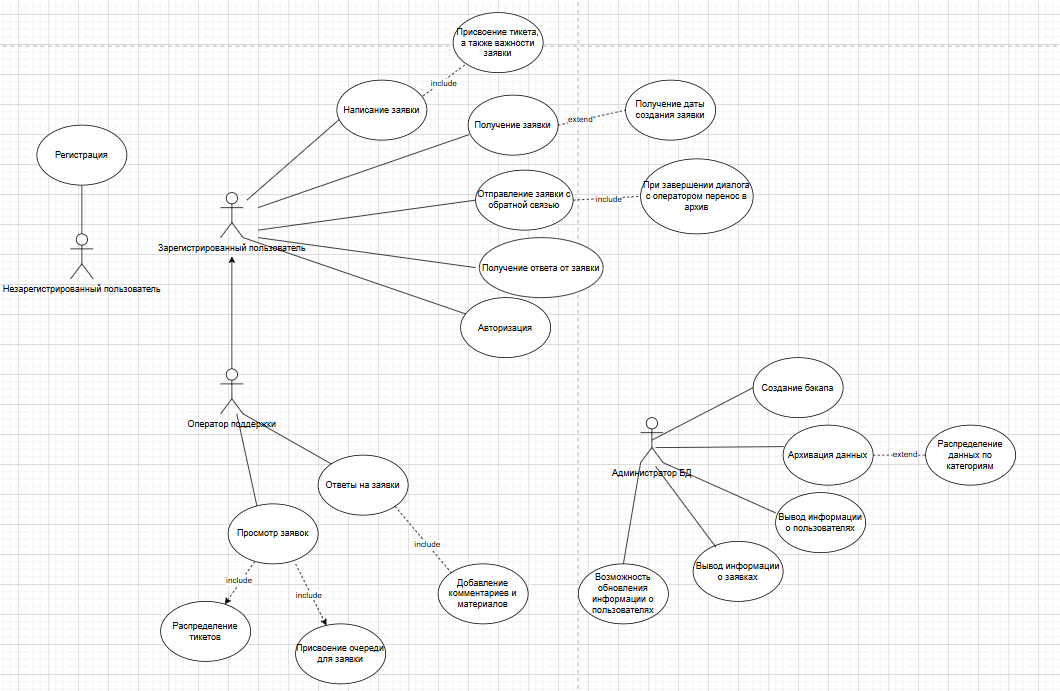 Присвоение тикета,
а также важности
заявки
include
Написание заявки
Получение заявки
extend
Получение даты
создания заявки
Регистрация
Отправление заявки с
обратной связью
include
При завершении диалога
с оператором перенос в
архив
Зарегистрированный пользователь
Незарегистрированный пользователь
Получение ответа от заявки
Авторизация
Оператор поддержки
Ответы на заявки
Просмотр заявок
include
include
include
Распределение
тикетов
Присвоение очереди
для заявки
Добавление
комментариев и
материалов
Создание бэкапа
Администратор БД
Архивация данных
extend
Распределение
данных по
категориям
Вывод информации
о пользователях
Вывод информации
о заявках
Возможность
обновления
информации о
пользователях